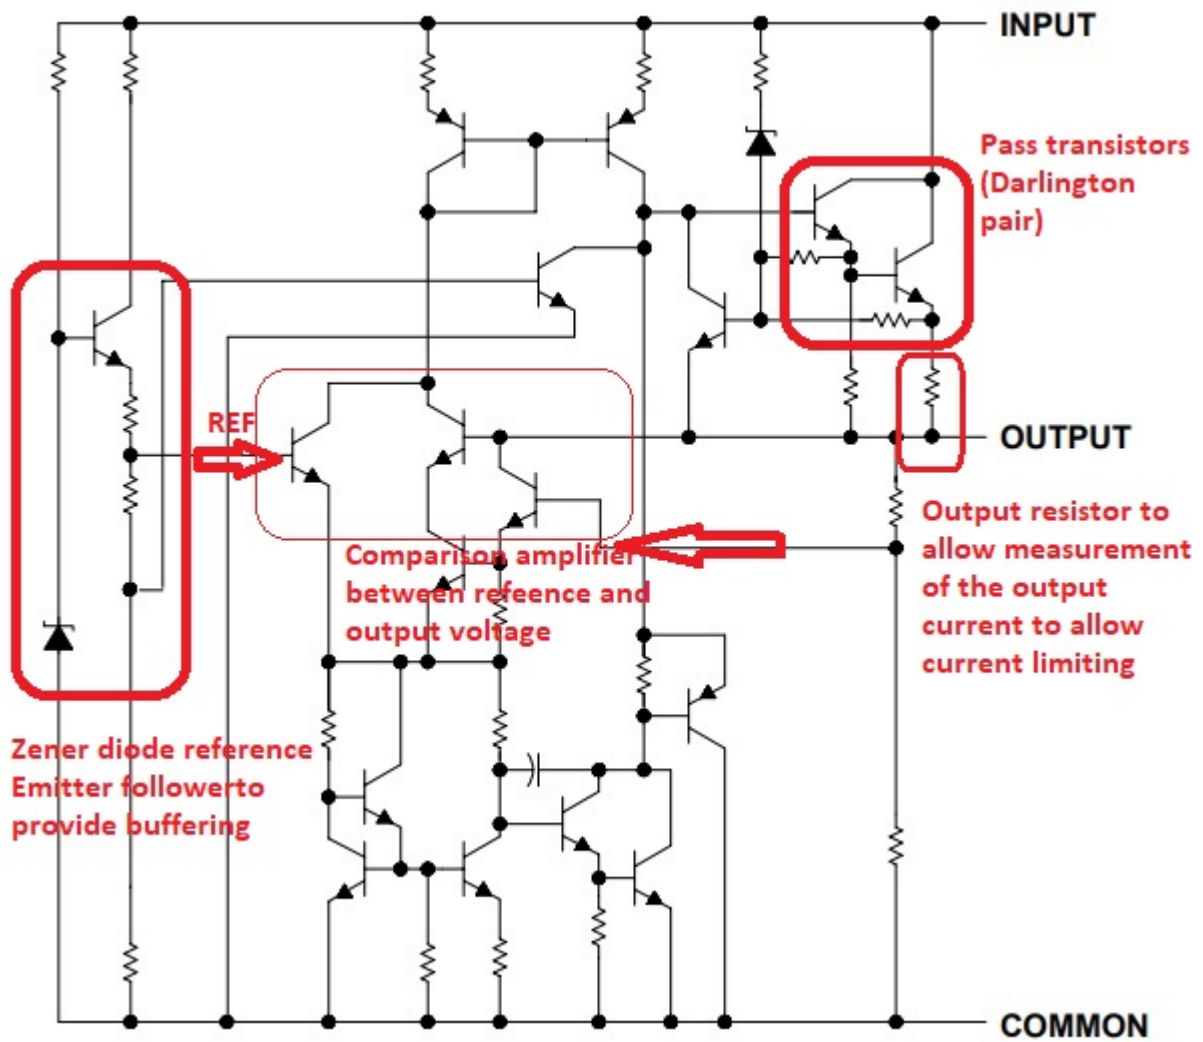 INPUT
Pass transistors
(Darlington
pair)
REF
OUTPUT
Comparison amplifier
between refeence and
output voltage
Output resistor to
allow measurement
of the output
current to allow
current limiting
Zener diode reference
Emitter followerto
provide buffering
COMMON